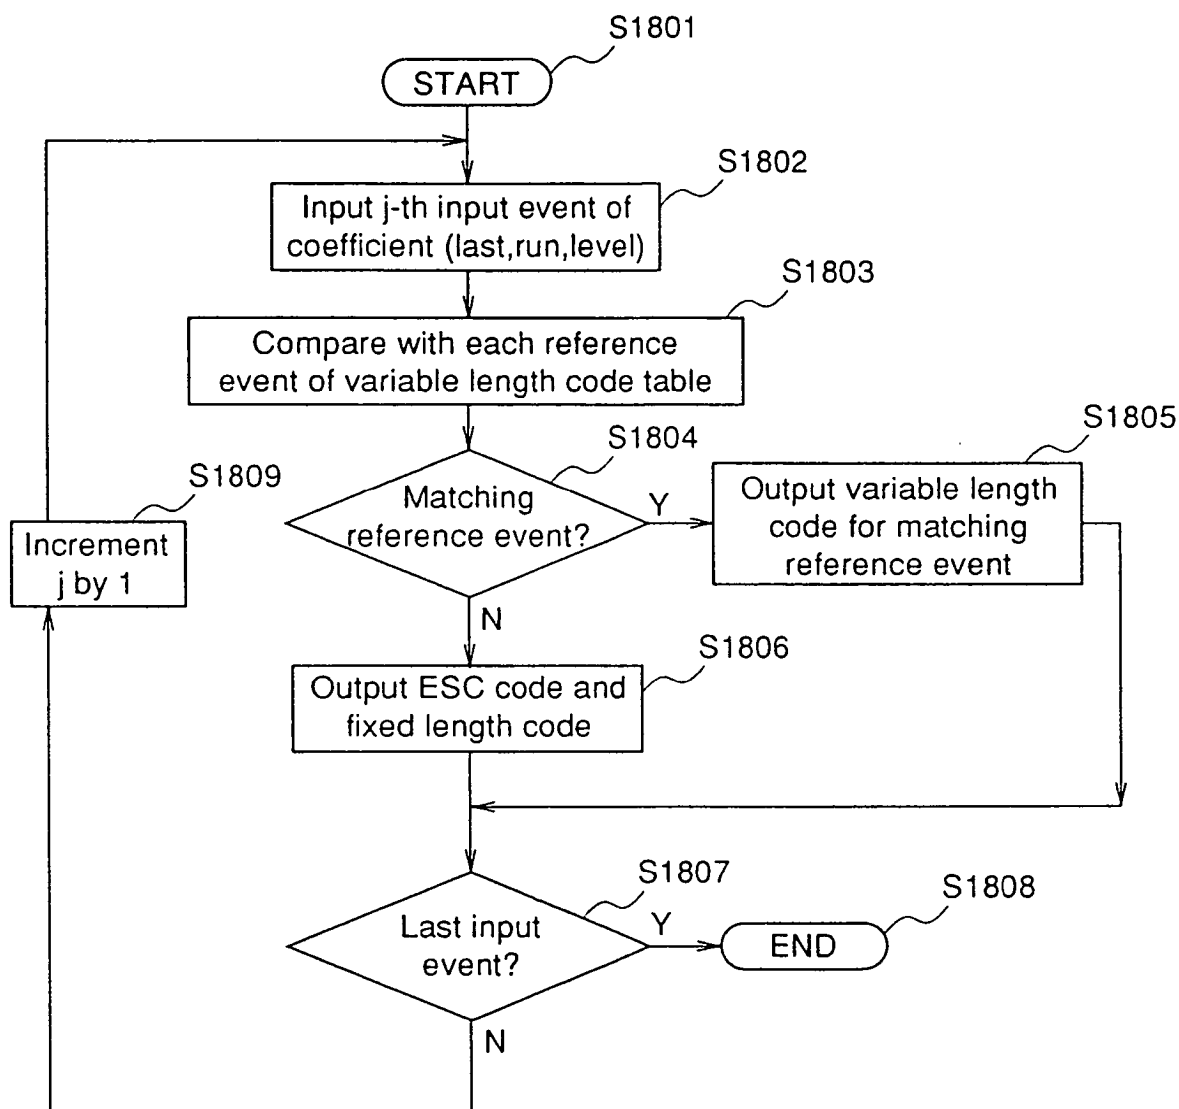 S1801
START
S1802
Input j-th input event of
coefficient (last,run,level)
S1803
Compare with each reference
event of variable length code table
S1804
Matching
reference event?
Y
S1805
Output variable length
code for matching
reference event
S1809
Increment
j by 1
N
S1806
Output ESC code and
fixed length code
S1807
Last input
event?
Y
S1808
END
N